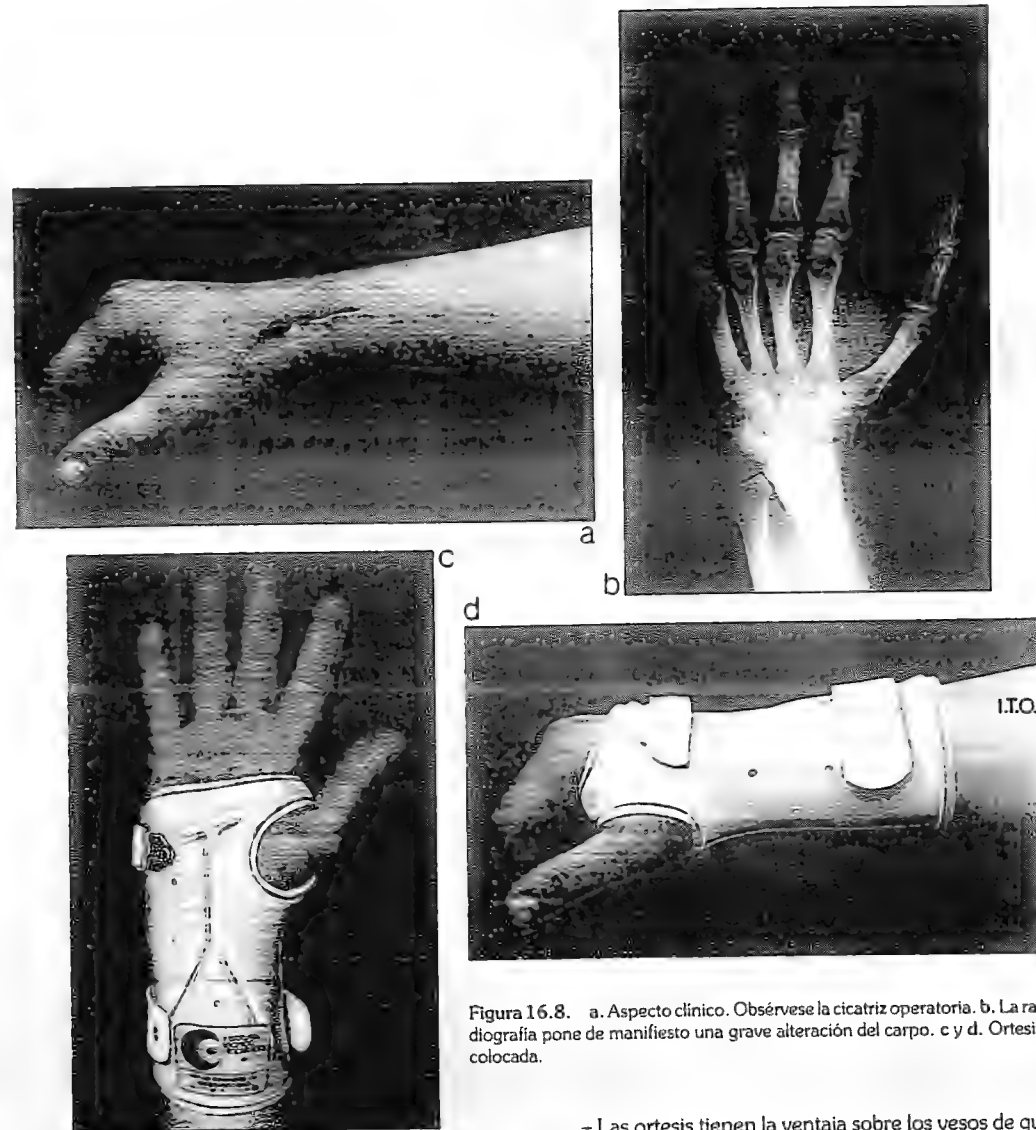 a
b
c
d
I.T.O.
Figura 16.8. a. Aspecto clínico. Obsérvese la cicatriz operatoria. b. La ra-
diografía pone de manifiesto una grave alteración del carpo. c y d. Ortesis
colocada.
– Las ortesis tienen la ventaja sobre los yesos de